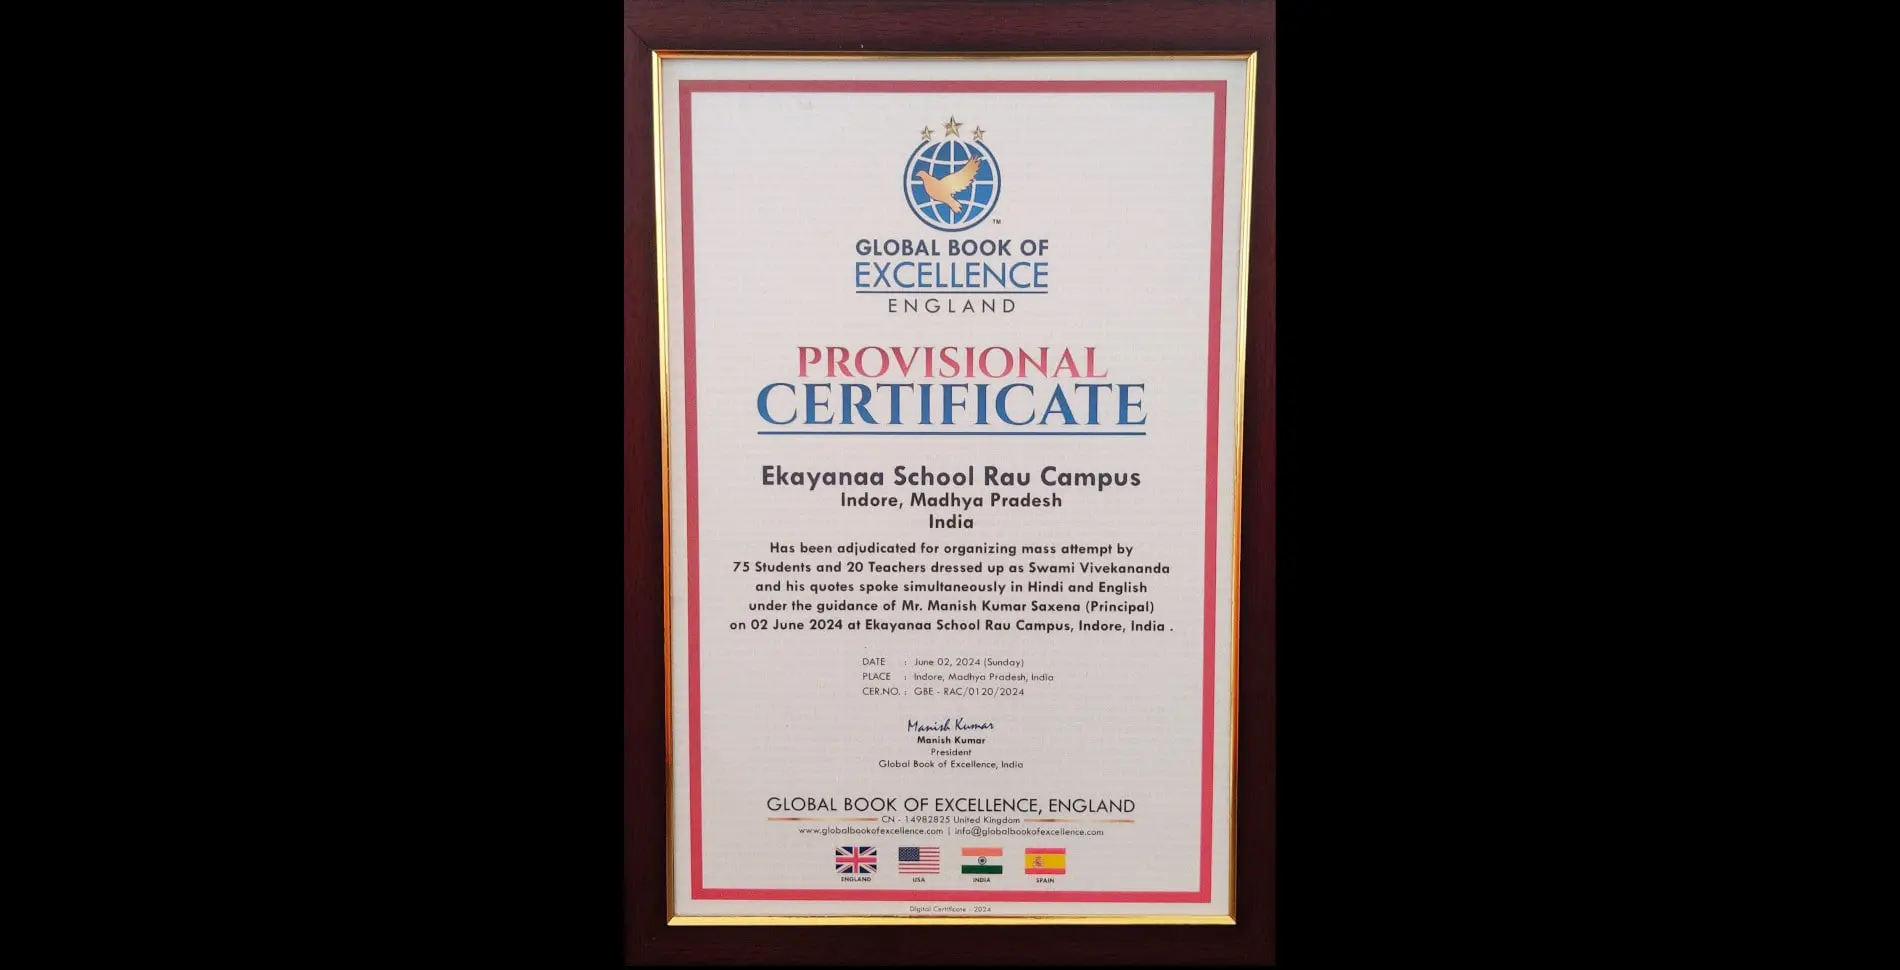 TM
GLOBAL BOOK OF
EXCELLENCE
ENGLAND
PROVISIONAL
CERTIFICATE
Ekayanaa School Rau Campus
Indore, Madhya Pradesh
India
Has been adjudicated for organizing mass attempt by
75 Students and 20 Teachers dressed up as Swami Vivekananda
and his quotes spoke simultaneously in Hindi and English
under the guidance of Mr. Manish Kumar Saxena (Principal)
on 02 June 2024 at Ekayanaa School Rau Campus, Indore, India .
DATE : June 02, 2024 (Sunday)
PLACE : Indore, Madhya Pradesh, India
CER.NO. : GBE - RAC/0120/2024
Manish Kumar
Manish Kumar
President
Global Book of Excellence, India
GLOBAL BOOK OF EXCELLENCE, ENGLAND
CN - 14982825 United Kingdom
www.globalbookofexcellence.com | info@globalbookofexcellence.com
ENGLAND USA INDIA SPAIN
Digital Certificate - 2024